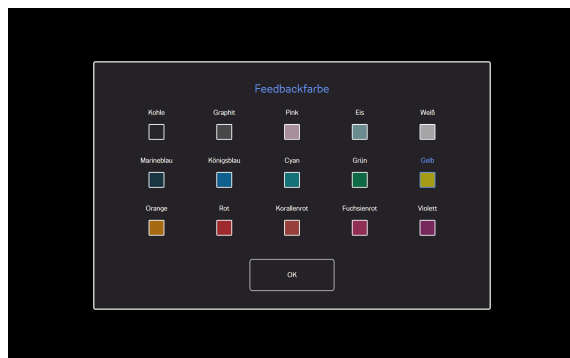 Feedbackfarbe
Kohle Graphit Pink Eis Weiß
Marineblau Königsblau Cyan Grün Gelb
Orange Rot Korallenrot Fuchsienrot Violett
OK